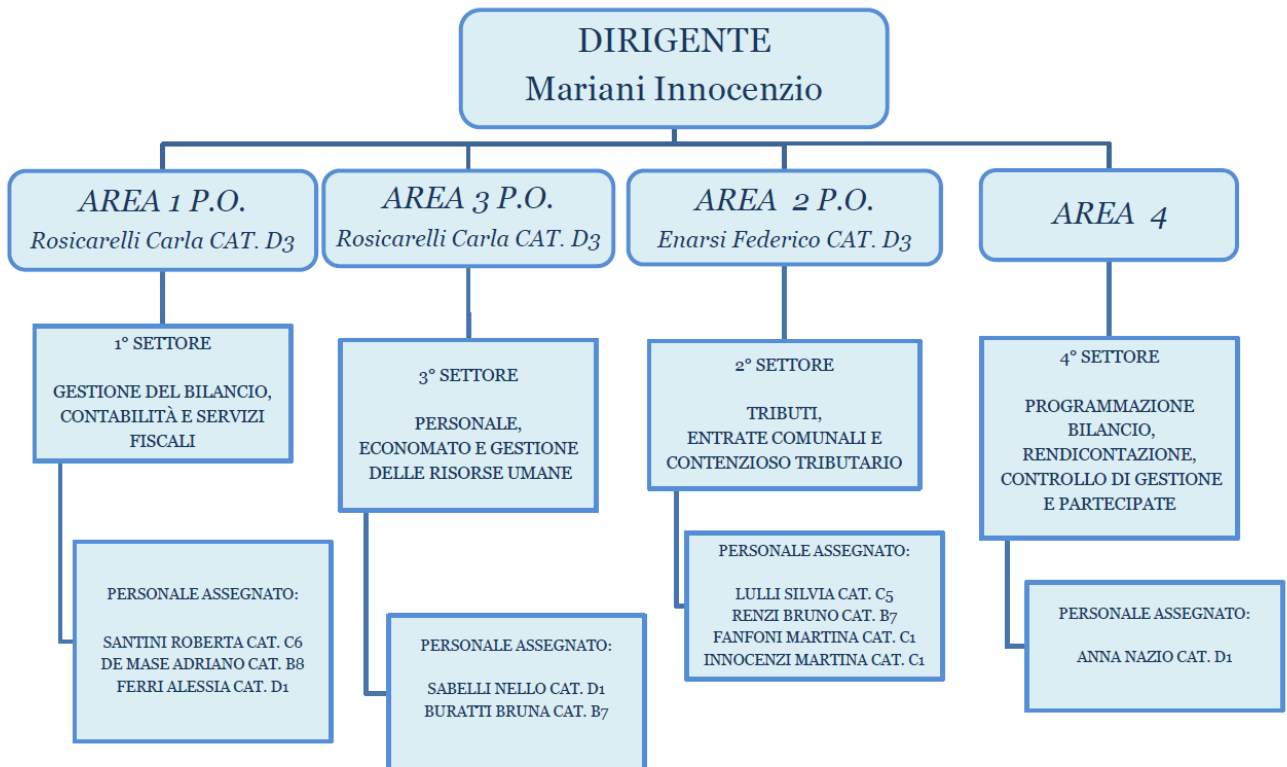 DIRIGENTE
Mariani Innocenzio
AREA 1 P.O.
Rosicarelli Carla CAT. D3
AREA 3 P.O.
Rosicarelli Carla CAT. D3
AREA 2 P.O.
Enarsi Federico CAT. D3
AREA 4
1° SETTORE
GESTIONE DEL BILANCIO,
CONTABILITÀ E SERVIZI
FISCALI
3° SETTORE
PERSONALE,
ECONOMATO E GESTIONE
DELLE RISORSE UMANE
2° SETTORE
TRIBUTI,
ENTRATE COMUNALI E
CONTENZIOSO TRIBUTARIO
4° SETTORE
PROGRAMMAZIONE
BILANCIO,
RENDICONTAZIONE,
CONTROLLO DI GESTIONE
E PARTECIPATE
PERSONALE ASSEGNATO:
SANTINI ROBERTA CAT. C6
DE MASE ADRIANO CAT. B8
FERRI ALESSIA CAT. D1
PERSONALE ASSEGNATO:
SABELLI NELLO CAT. D1
BURATTI BRUNA CAT. B7
PERSONALE ASSEGNATO:
LULLI SILVIA CAT. C5
RENZI BRUNO CAT. B7
FANFONI MARTINA CAT. C1
INNOCENZI MARTINA CAT. C1
PERSONALE ASSEGNATO:
ANNA NAZIO CAT. D1